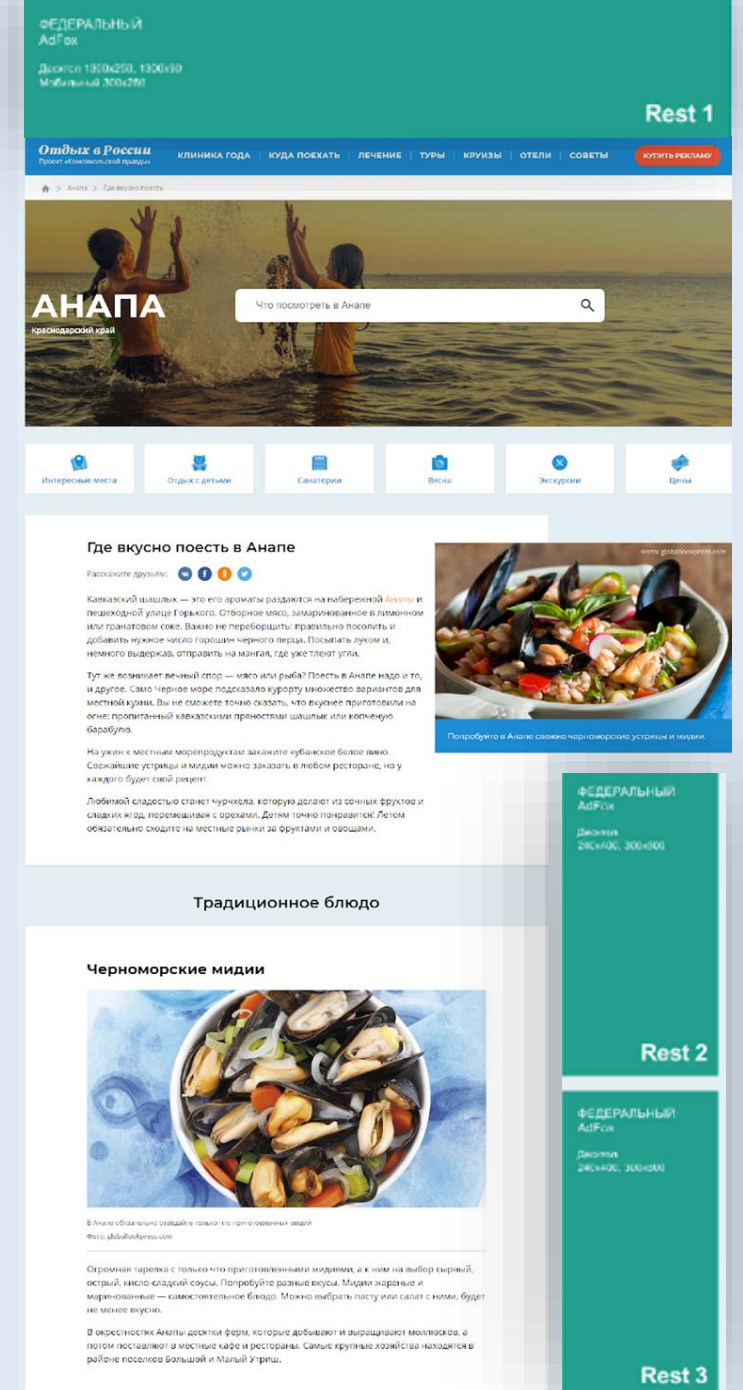 ФЕДЕРАЛЬНЫЙ
AdFox
Десктоп 1300x250, 1300x90
Мобильный 300x250
Rest 1
Отдых в России
Проект «Комсомольской правды»
КЛИНИКА ГОДА
КУДА ПОЕХАТЬ
ЛЕЧЕНИЕ
ТУРЫ
КРУИЗЫ
ОТЕЛИ
СОВЕТЫ
КУПИТЬ РЕКЛАМУ
> Анапа > Где вкусно поесть
АНАПА
Краснодарский край
Что посмотреть в Анапе
Интересные места
Отдых с детьми
Санатории
Весна
Экскурсии
Цены
Где вкусно поесть в Анапе
Расскажите друзьям:
Кавказский шашлык — это его ароматы раздаются на набережной Анапы и
пешеходной улице Горького. Отборное мясо, замаринованное в лимонном
или гранатовом соке. Важно не переборщить: правильно посолить и
добавить нужное число горошин черного перца. Посыпать луком и,
немного выдержав, отправить на мангал, где уже тлеют угли.
Тут же возникает вечный спор — мясо или рыба? Поесть в Анапе надо и то,
и другое. Само Черное море подсказало курорту множество вариантов для
местной кухни. Вы не сможете точно сказать, что вкуснее приготовили на
огне: пропитанный кавказскими пряностями шашлык или копченую
барабулю.
На ужин к местным морепродуктам закажите кубанское белое вино.
Свежайшие устрицы и мидии можно заказать в любом ресторане, но у
каждого будет свой рецепт.
Любимой сладостью станет чурчхела, которую делают из сочных фруктов и
сладких ягод, перемешивая с орехами. Детям точно понравится! Летом
обязательно сходите на местные рынки за фруктами и овощами.
Фото: globallookpress.com
Попробуйте в Анапе свежие черноморские устрицы и мидии.
ФЕДЕРАЛЬНЫЙ
AdFox
Десктоп
240x400, 300x600
Rest 2
Традиционное блюдо
Черноморские мидии
В Анапе обязательно отведайте только что приготовленных мидий
Фото: globallookpress.com
Огромная тарелка с только что приготовленными мидиями, а к ним на выбор сырный,
острый, кисло-сладкий соусы. Попробуйте разные вкусы. Мидии жареные и
маринованные — самостоятельное блюдо. Можно выбрать пасту или салат с ними, будет
не менее вкусно.
В окрестностях Анапы десятки ферм, которые добывают и выращивают моллюсков, а
потом поставляют в местные кафе и рестораны. Самые крупные хозяйства находятся в
районе поселков Большой и Малый Утриш.
ФЕДЕРАЛЬНЫЙ
AdFox
Десктоп
240x400, 300x600
Rest 3